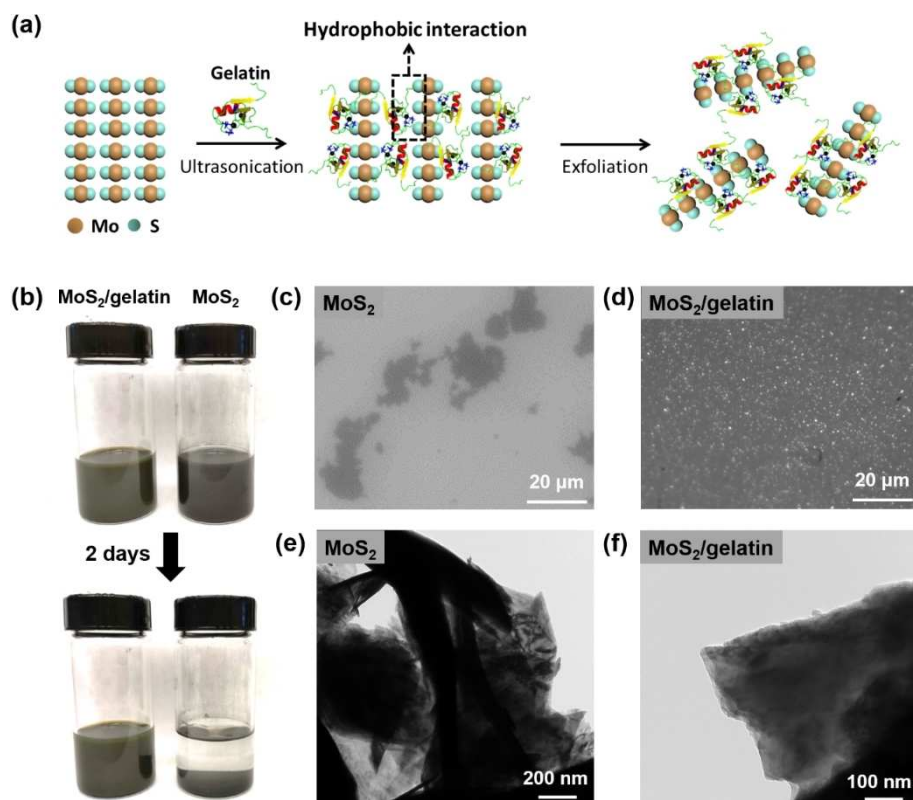 (a)
Hydrophobic interaction
Gelatin
Ultrasonication
Exfoliation
Mo S
(b)
MoS₂/gelatin MoS₂
2 days
(c)
MoS₂
20 μm
(d)
MoS₂/gelatin
20 μm
(e)
MoS₂
200 nm
(f)
MoS₂/gelatin
100 nm